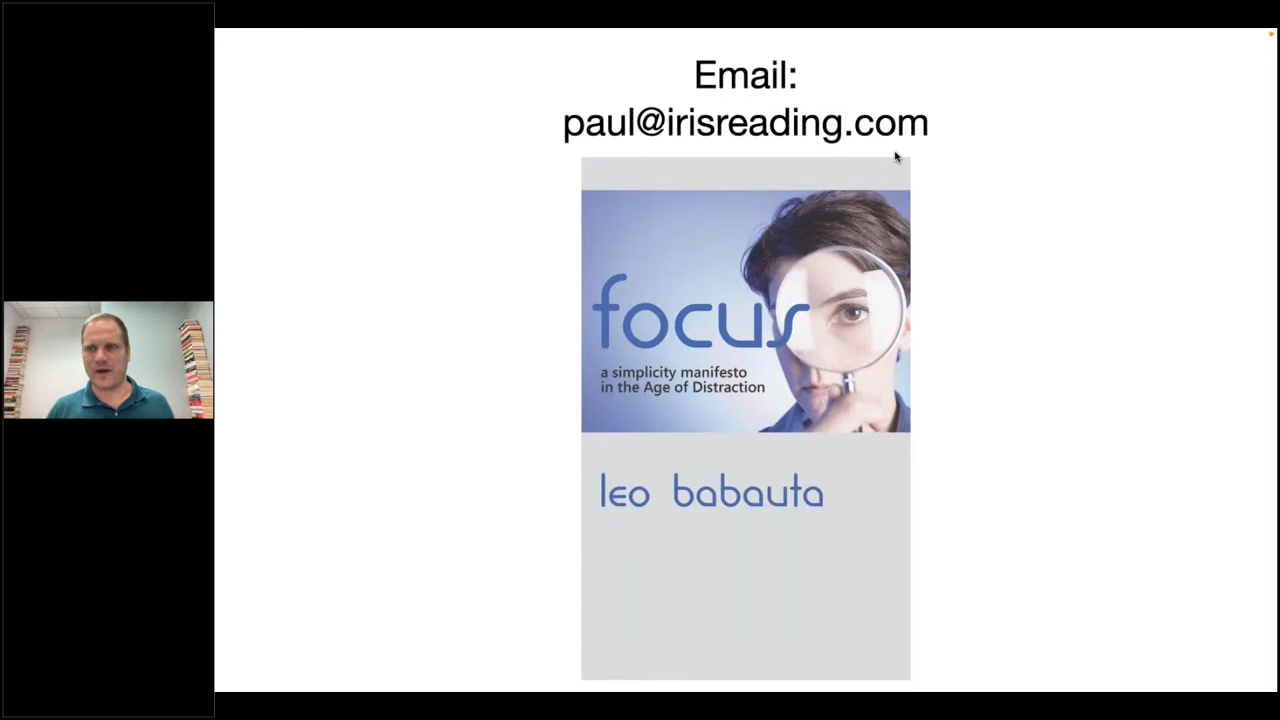 Email:
paul@irisreading.com
focus
a simplicity manifesto
in the Age of Distraction
leo babauta